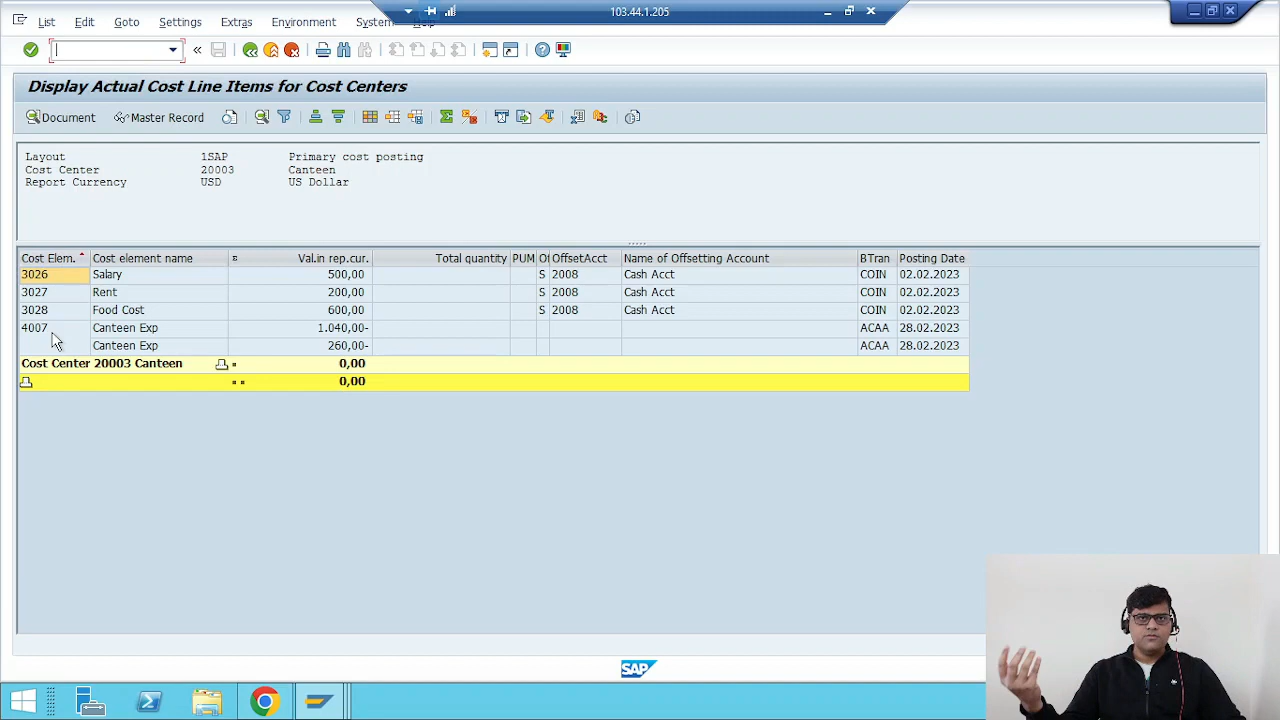 103.44.1.205
List Edit Goto Settings Extras Environment System Help
Display Actual Cost Line Items for Cost Centers
Document Master Record
Layout 1SAP Primary cost posting
Cost Center 20003 Canteen
Report Currency USD US Dollar
Cost Elem. Cost element name Val.in rep.cur. Total quantity PUM Of OffsetAcct Name of Offsetting Account BTran Posting Date
3026 Salary 500,00 S 2008 Cash Acct COIN 02.02.2023
3027 Rent 200,00 S 2008 Cash Acct COIN 02.02.2023
3028 Food Cost 600,00 S 2008 Cash Acct COIN 02.02.2023
4007 Canteen Exp 1.040,00- ACAA 28.02.2023
Canteen Exp 260,00- ACAA 28.02.2023
Cost Center 20003 Canteen 0,00
0,00
SAP